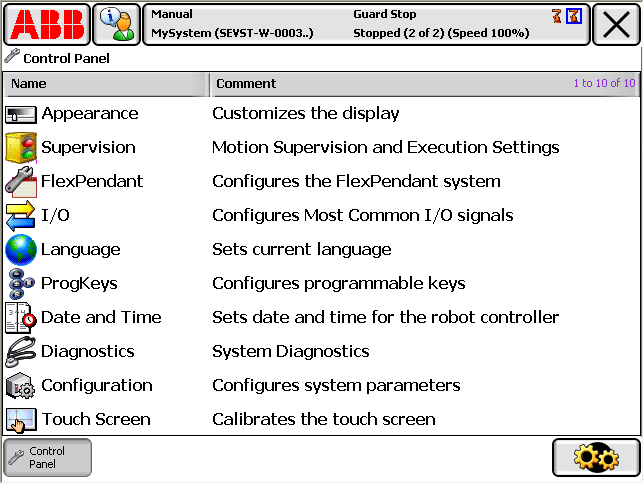 ABB
Manual Guard Stop
MySystem (SEVST-W-0003..) Stopped (2 of 2) (Speed 100%)
Control Panel
Name Comment 1 to 10 of 10
Appearance Customizes the display
Supervision Motion Supervision and Execution Settings
FlexPendant Configures the FlexPendant system
I/O Configures Most Common I/O signals
Language Sets current language
ProgKeys Configures programmable keys
Date and Time Sets date and time for the robot controller
Diagnostics System Diagnostics
Configuration Configures system parameters
Touch Screen Calibrates the touch screen
Control
Panel